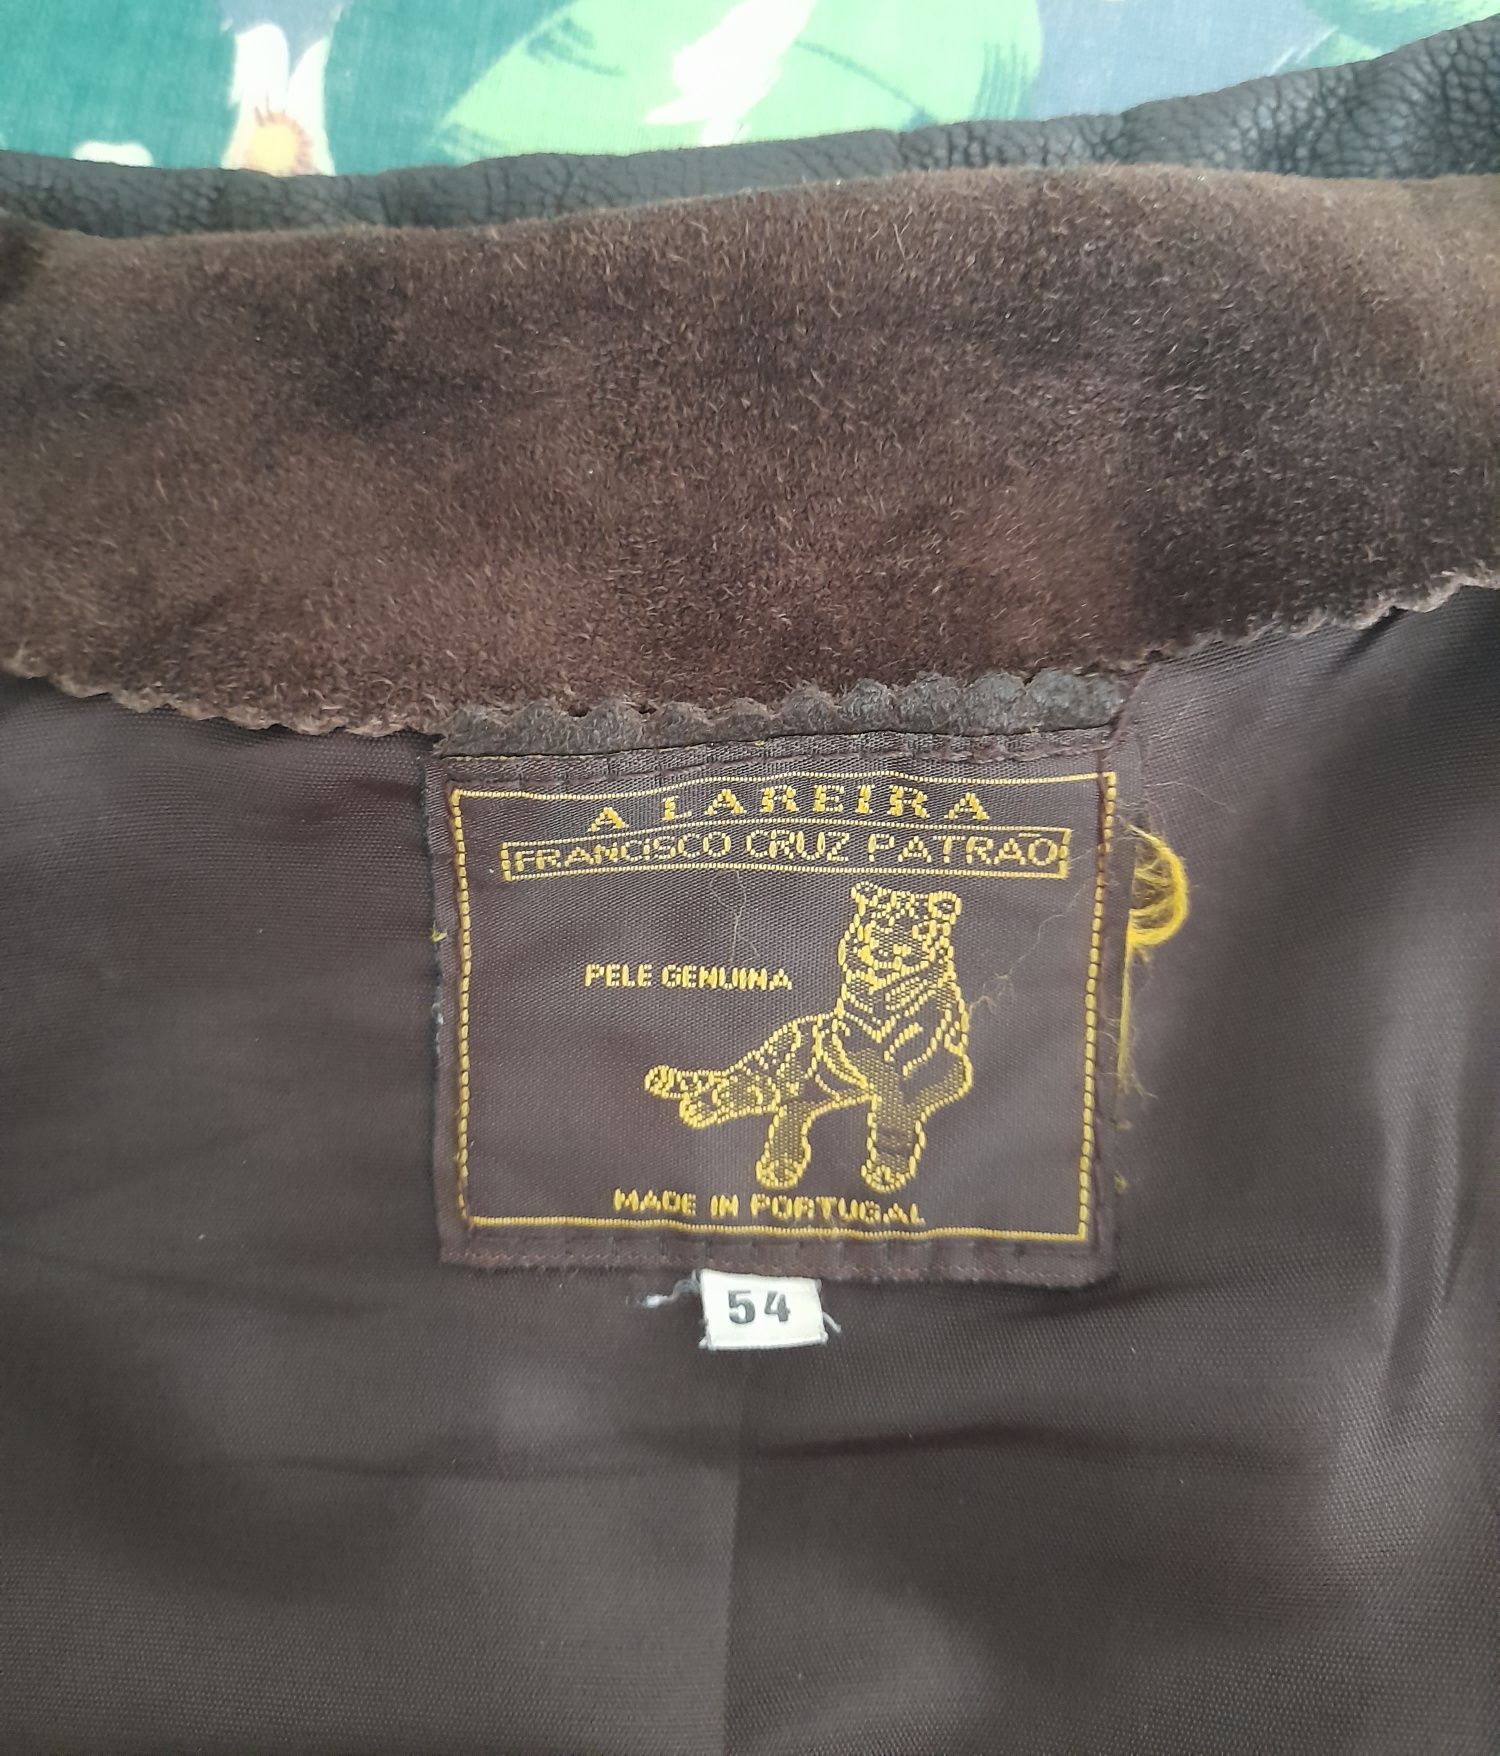 A LAREIRA
FRANCISCO CRUZ PATRÃO
PELE GENUINA
MADE IN PORTUGAL
54